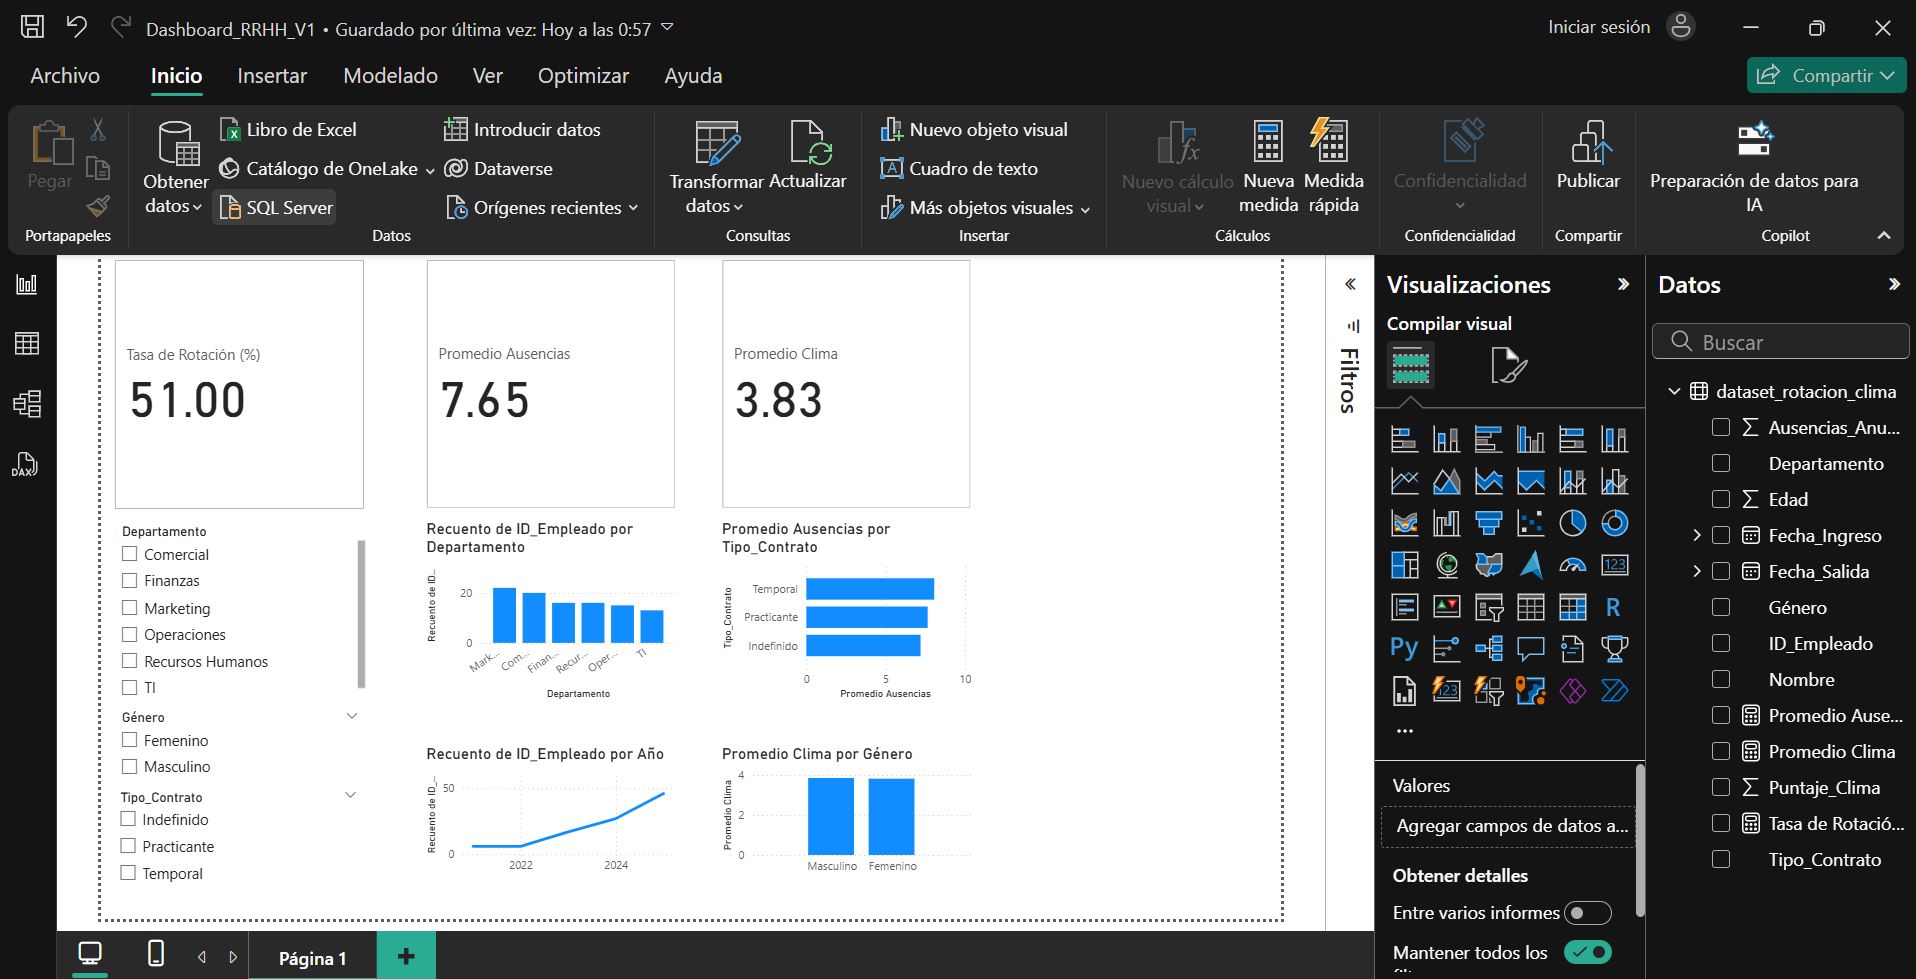 Dashboard_RRHH_V1 • Guardado por última vez: Hoy a las 0:57
Iniciar sesión
Archivo
Inicio
Insertar
Modelado
Ver
Optimizar
Ayuda
Compartir
Pegar
Portapapeles
Obtener
datos
Libro de Excel
Catálogo de OneLake
SQL Server
Introducir datos
Dataverse
Orígenes recientes
Datos
Transformar
datos
Actualizar
Consultas
Nuevo objeto visual
Cuadro de texto
Más objetos visuales
Insertar
Nuevo cálculo
visual
Nueva
medida
Medida
rápida
Cálculos
Confidencialidad
Confidencialidad
Publicar
Compartir
Preparación de datos para
IA
Copilot
DAX
Tasa de Rotación (%)
51.00
Promedio Ausencias
7.65
Promedio Clima
3.83
Departamento
Comercial
Finanzas
Marketing
Operaciones
Recursos Humanos
TI
Género
Femenino
Masculino
Tipo_Contrato
Indefinido
Practicante
Temporal
Recuento de ID_Empleado por
Departamento
Recuento de ID...
20
0
Mark...
Com...
Finan...
Recur...
Oper...
TI
Departamento
Promedio Ausencias por
Tipo_Contrato
Tipo_Contrato
Temporal
Practicante
Indefinido
0
5
10
Promedio Ausencias
Recuento de ID_Empleado por Año
Recuento de ID_...
50
0
2022
2024
Promedio Clima por Género
Promedio Clima
4
2
0
Masculino
Femenino
Filtros
Visualizaciones
Compilar visual
123
R
Py
123
Valores
Agregar campos de datos a...
Obtener detalles
Entre varios informes
Mantener todos los
Datos
Buscar
dataset_rotacion_clima
Ausencias_Anu...
Departamento
Edad
Fecha_Ingreso
Fecha_Salida
Género
ID_Empleado
Nombre
Promedio Ause...
Promedio Clima
Puntaje_Clima
Tasa de Rotació...
Tipo_Contrato
Página 1